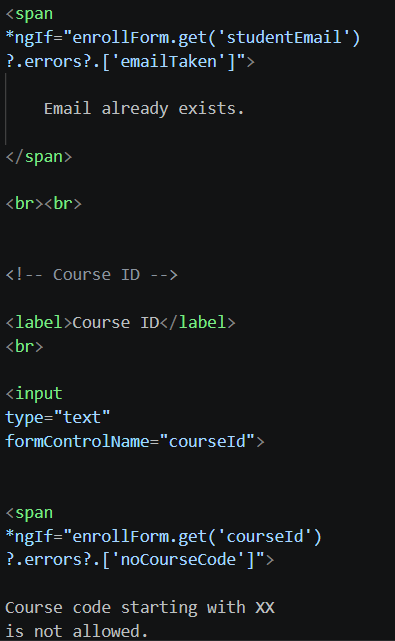 <span
*ngIf="enrollForm.get('studentEmail')
?.errors?.['emailTaken']">
Email already exists.
</span>
<br><br>
<!-- Course ID -->
<label>Course ID</label>
<br>
<input
type="text"
formControlName="courseId">
<span
*ngIf="enrollForm.get('courseId')
?.errors?.['noCourseCode']">
Course code starting with XX
is not allowed.